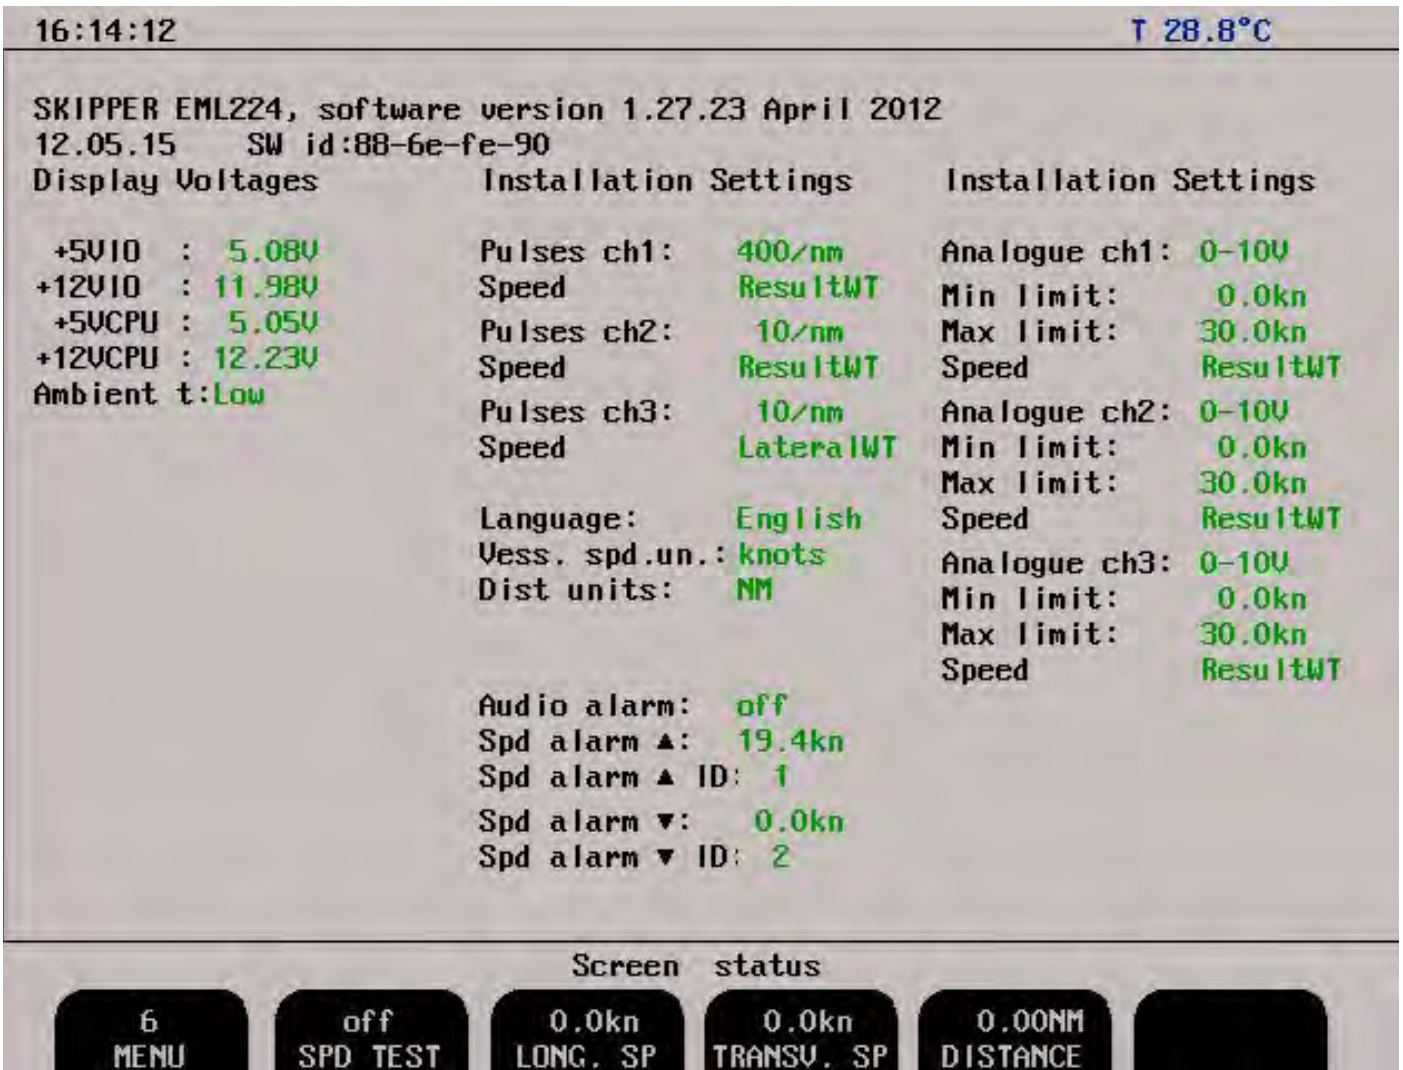 16:14:12
T 28.8°C
SKIPPER EML224, software version 1.27.23 April 2012
12.05.15 SW id:88-6e-fe-90
Display Voltages
+5VIO : 5.08V
+12VIO : 11.98V
+5VCPU : 5.05V
+12VCPU : 12.23V
Ambient t:Low
Installation Settings
Pulses ch1: 400/nm
Speed ResultWT
Pulses ch2: 10/nm
Speed ResultWT
Pulses ch3: 10/nm
Speed LateralWT
Language: English
Vess. spd.un.: knots
Dist units: NM
Audio alarm: off
Spd alarm ▲: 19.4kn
Spd alarm ▲ ID: 1
Spd alarm ▼: 0.0kn
Spd alarm ▼ ID: 2
Installation Settings
Analogue ch1: 0-10V
Min limit: 0.0kn
Max limit: 30.0kn
Speed ResultWT
Analogue ch2: 0-10V
Min limit: 0.0kn
Max limit: 30.0kn
Speed ResultWT
Analogue ch3: 0-10V
Min limit: 0.0kn
Max limit: 30.0kn
Speed ResultWT
Screen status
6
MENU
off
SPD TEST
0.0kn
LONG. SP
0.0kn
TRANSV. SP
0.00NM
DISTANCE